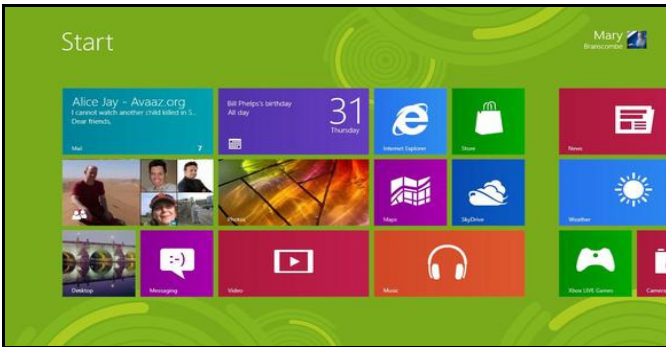 Start
Mary
Branscombe
Alice Jay - Avaaz.org
I cannot watch another child killed in S...
Dear friends,
Mail
7
Bill Phelps's birthday
All day
31
Thursday
Internet Explorer
Store
News
Photos
Maps
SkyDrive
Weather
Desktop
:-)
Messaging
Video
Music
Xbox LIVE Games
Camera